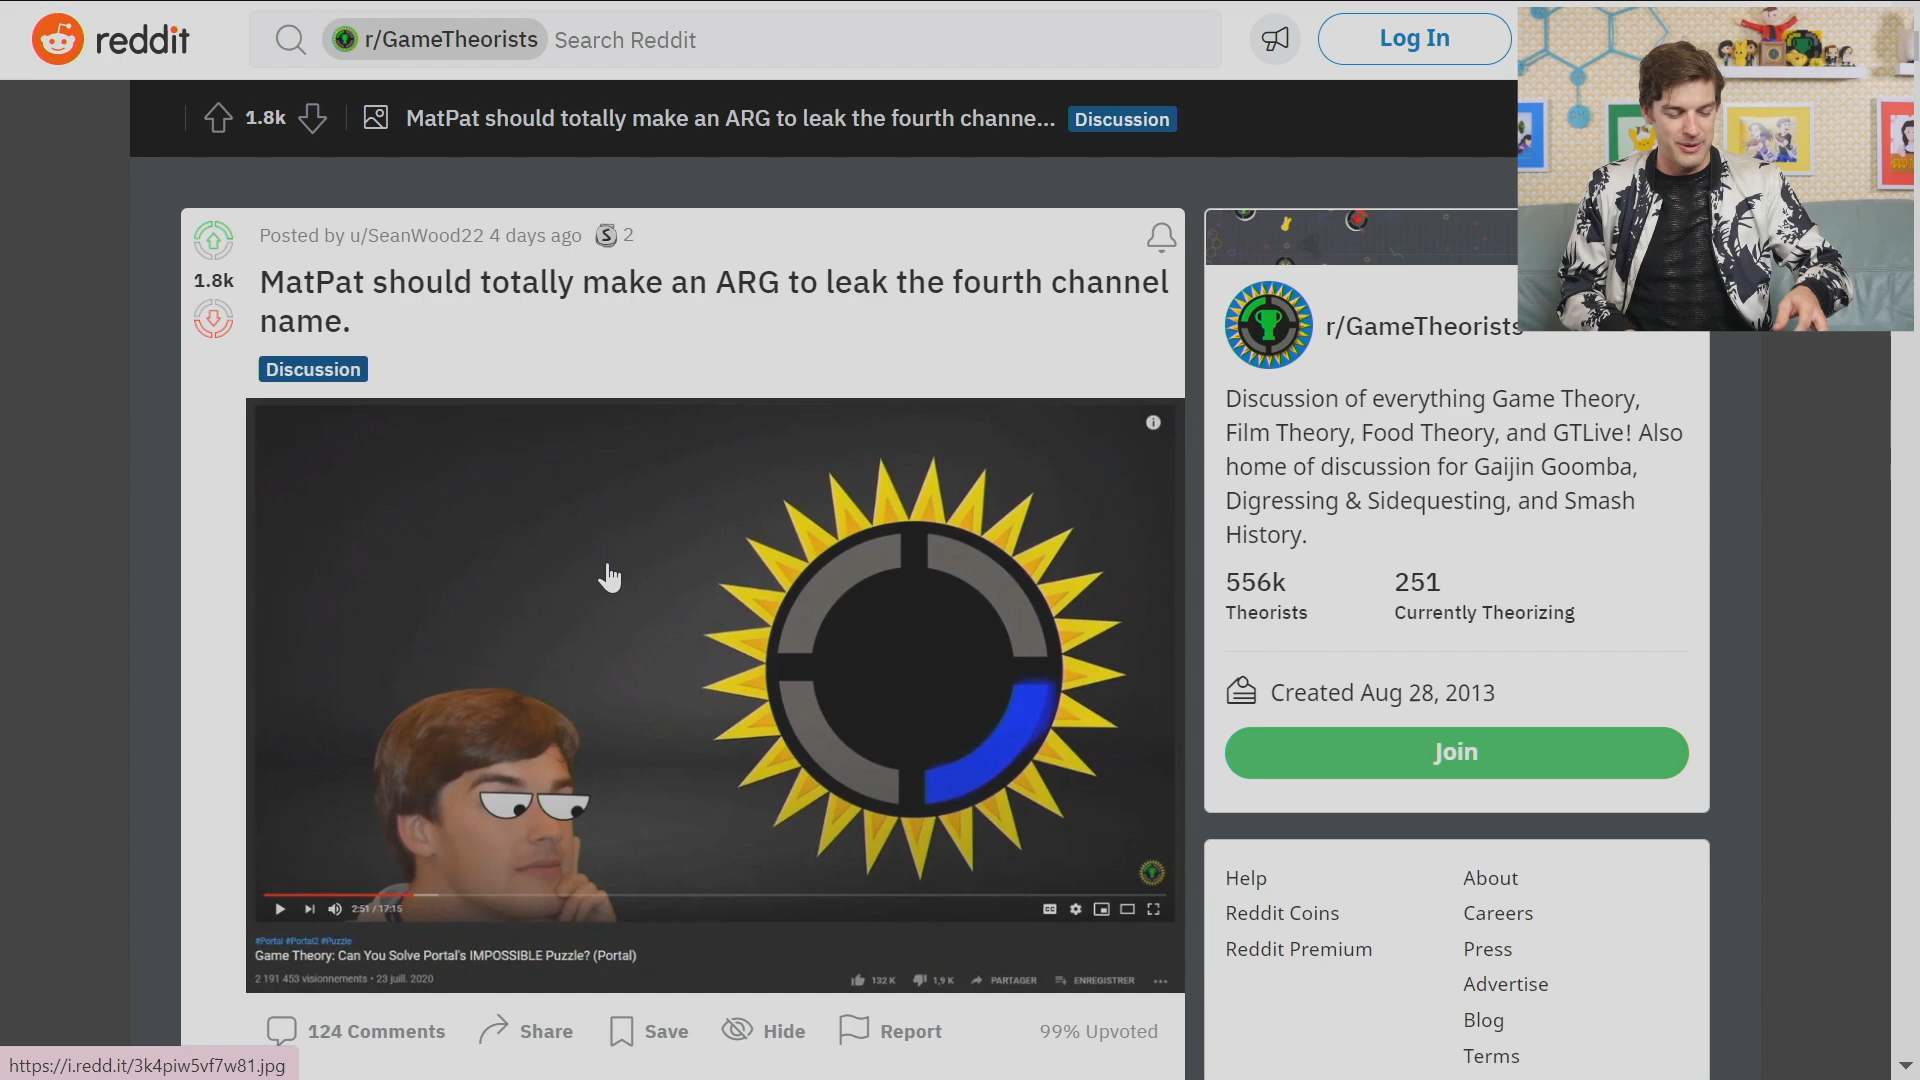 reddit
r/GameTheorists
Search Reddit
Log In
1.8k
MatPat should totally make an ARG to leak the fourth channe...
Discussion
Posted by u/SeanWood22 4 days ago
S 2
1.8k
MatPat should totally make an ARG to leak the fourth channel
name.
Discussion
2:51 / 17:15
CC
#Portal #Portal2 #Puzzle
Game Theory: Can You Solve Portal's IMPOSSIBLE Puzzle? (Portal)
2 191 453 visionnements • 23 juill. 2020
132 K
1,9 K
PARTAGER
ENREGISTRER
124 Comments
Share
Save
Hide
Report
99% Upvoted
r/GameTheorists
Discussion of everything Game Theory,
Film Theory, Food Theory, and GTLive! Also
home of discussion for Gaijin Goomba,
Digressing & Sidequesting, and Smash
History.
556k
251
Theorists
Currently Theorizing
Created Aug 28, 2013
Join
Help
About
Reddit Coins
Careers
Reddit Premium
Press
Advertise
Blog
Terms
https://i.redd.it/3k4piw5vf7w81.jpg